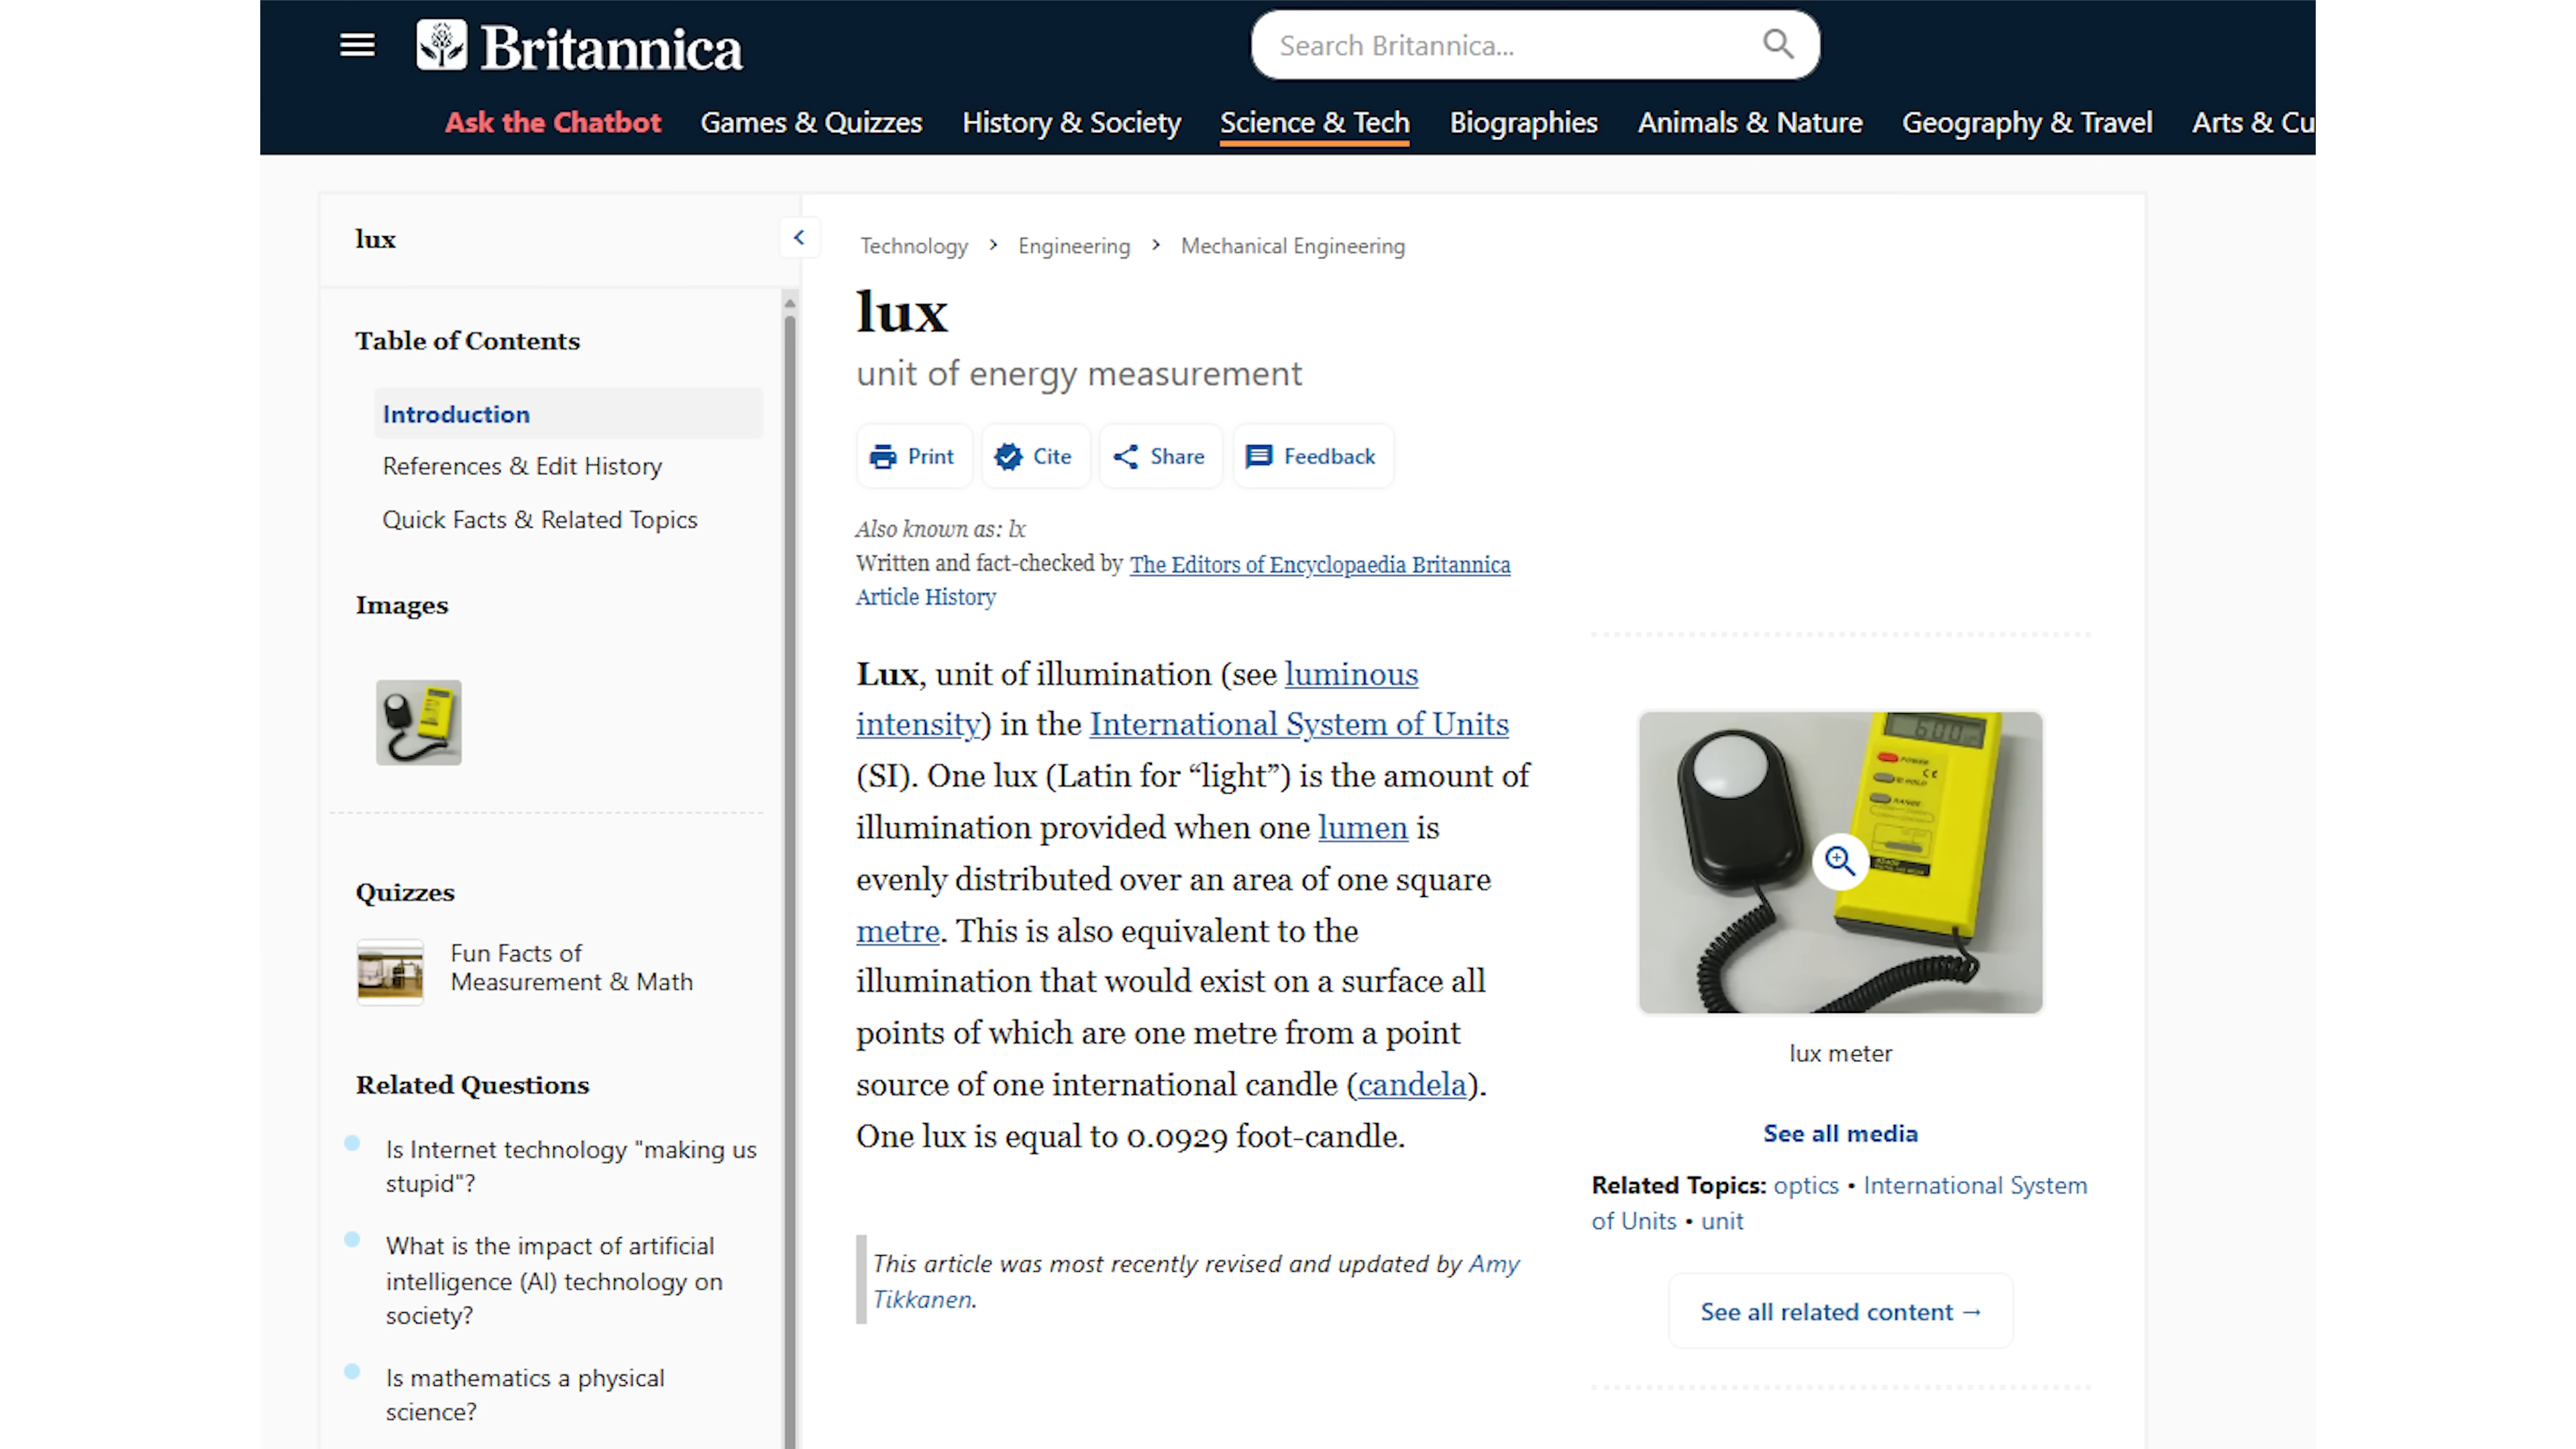 Britannica
Search Britannica...
Ask the Chatbot
Games & Quizzes
History & Society
Science & Tech
Biographies
Animals & Nature
Geography & Travel
Arts & Cu
lux
Table of Contents
Introduction
References & Edit History
Quick Facts & Related Topics
Images
Quizzes
Fun Facts of
Measurement & Math
Related Questions
Is Internet technology "making us
stupid"?
What is the impact of artificial
intelligence (AI) technology on
society?
Is mathematics a physical
science?
Technology > Engineering > Mechanical Engineering
lux
unit of energy measurement
Print
Cite
Share
Feedback
Also known as: lx
Written and fact-checked by The Editors of Encyclopaedia Britannica
Article History
Lux, unit of illumination (see luminous
intensity) in the International System of Units
(SI). One lux (Latin for “light”) is the amount of
illumination provided when one lumen is
evenly distributed over an area of one square
metre. This is also equivalent to the
illumination that would exist on a surface all
points of which are one metre from a point
source of one international candle (candela).
One lux is equal to 0.0929 foot-candle.
This article was most recently revised and updated by Amy
Tikkanen.
600
POWER
CE
HOLD
RANGE
lux meter
See all media
Related Topics: optics • International System
of Units • unit
See all related content →